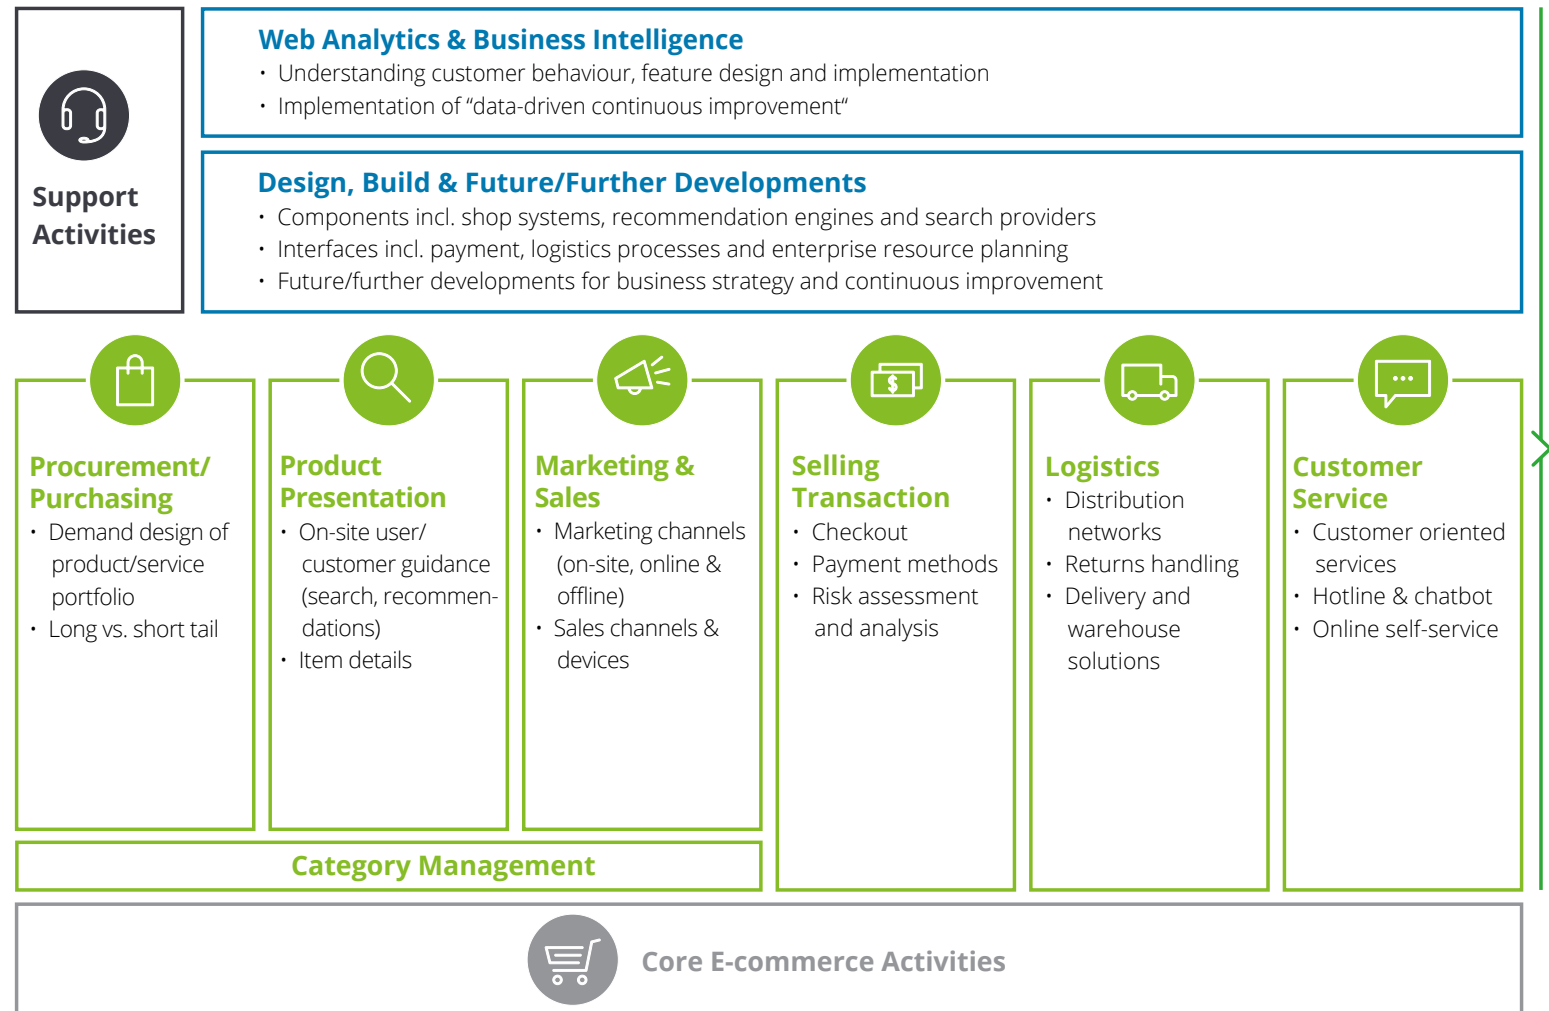 Support
Activities
Web Analytics & Business Intelligence
• Understanding customer behaviour, feature design and implementation
• Implementation of “data-driven continuous improvement“
Design, Build & Future/Further Developments
• Components incl. shop systems, recommendation engines and search providers
• Interfaces incl. payment, logistics processes and enterprise resource planning
• Future/further developments for business strategy and continuous improvement
Procurement/
Purchasing
• Demand design of
product/service
portfolio
• Long vs. short tail
Product
Presentation
• On-site user/
customer guidance
(search, recommen-
dations)
• Item details
Marketing &
Sales
• Marketing channels
(on-site, online &
offline)
• Sales channels &
devices
$
Selling
Transaction
• Checkout
• Payment methods
• Risk assessment
and analysis
Logistics
• Distribution
networks
• Returns handling
• Delivery and
warehouse
solutions
Customer
Service
• Customer oriented
services
• Hotline & chatbot
• Online self-service
Category Management
Core E-commerce Activities